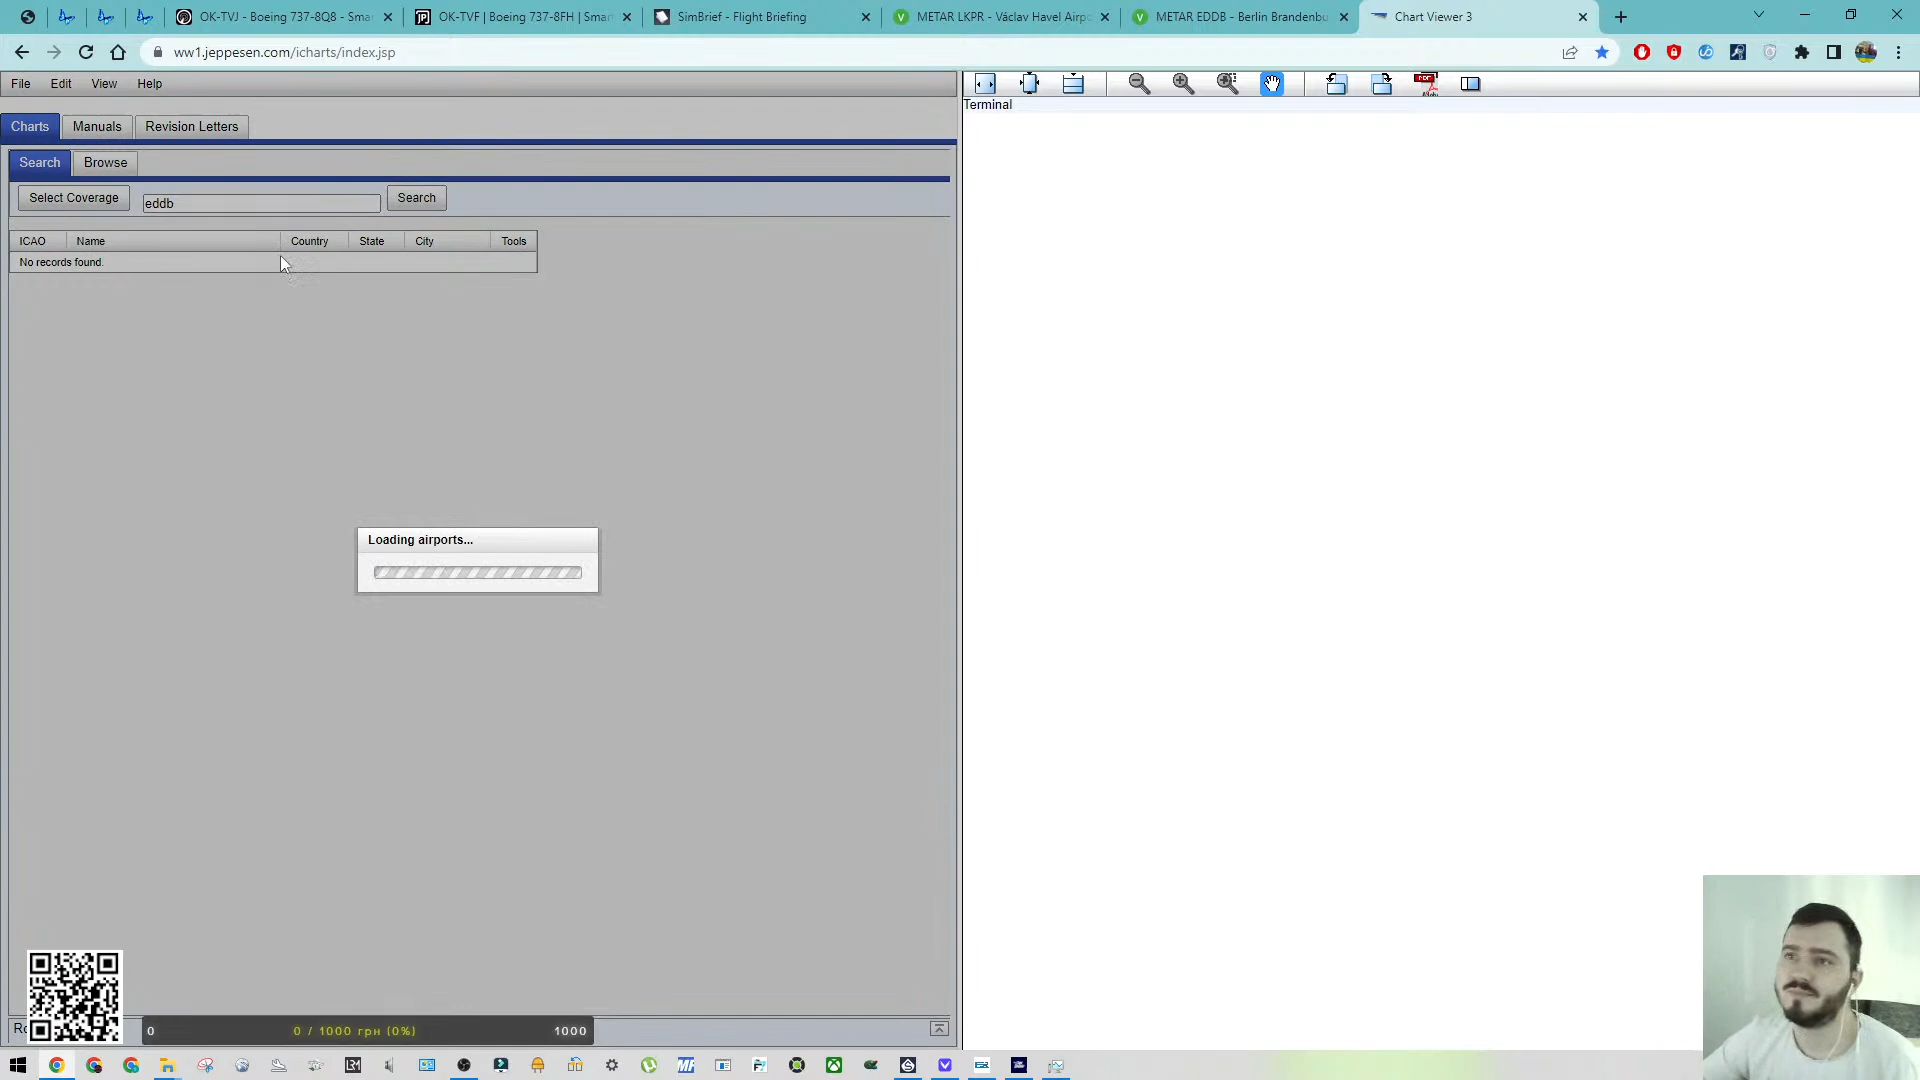 OK-TVJ - Boeing 737-8Q8 - Smar
OK-TVF | Boeing 737-8FH | Smar
SimBrief - Flight Briefing
METAR LKPR - Václav Havel Airpo
METAR EDDB - Berlin Brandenbu
Chart Viewer 3
ww1.jeppesen.com/icharts/index.jsp
File Edit View Help
Terminal
Charts Manuals Revision Letters
Search Browse
Select Coverage eddb Search
ICAO Name Country State City Tools
No records found.
Loading airports...
0 0 / 1000 грн (0%) 1000